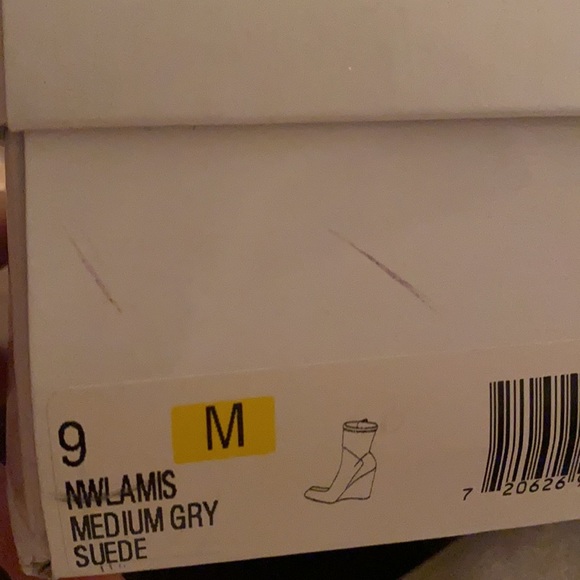 9 M
NWLAMIS
MEDIUM GRY
SUEDE
7 20626